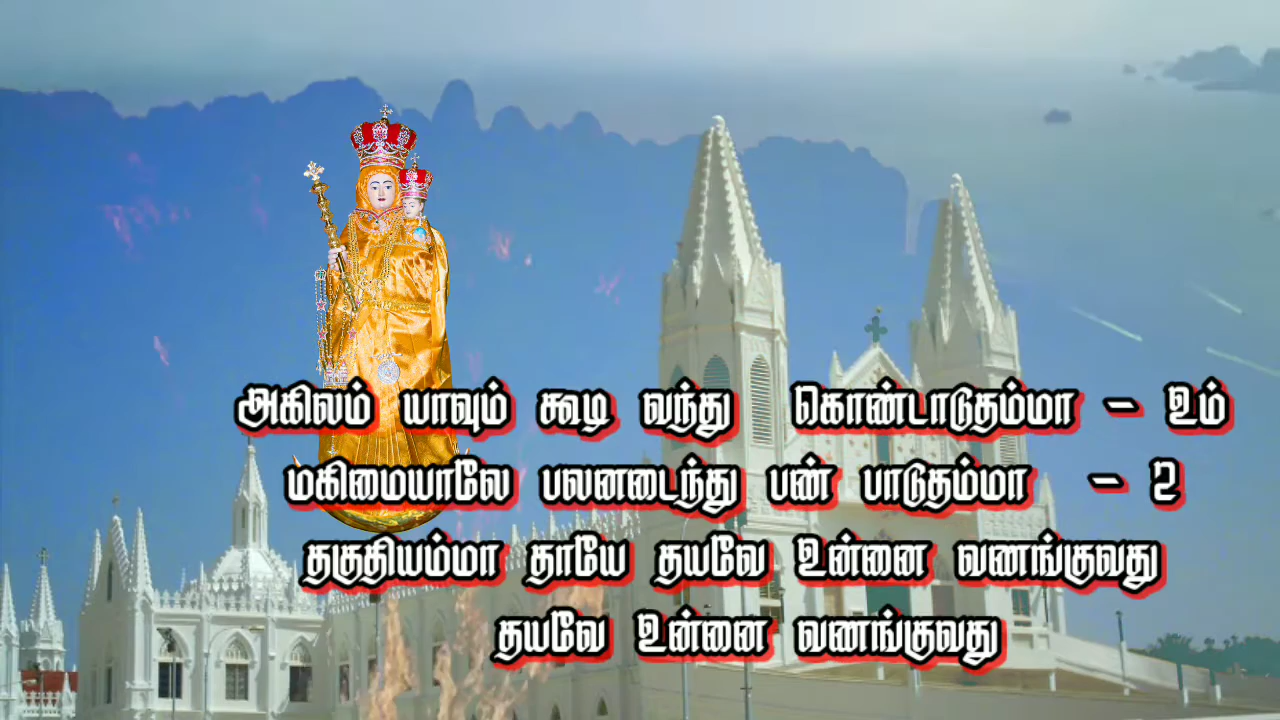 அகிலம் யாவும் கூடி வந்து கொண்டாடுதம்மா - உம்
மகிமையாலே பலனடைந்து பண் பாடுதம்மா - 2
தகுதியம்மா தாயே தயவே உன்னை வணங்குவது
தயவே உன்னை வணங்குவது